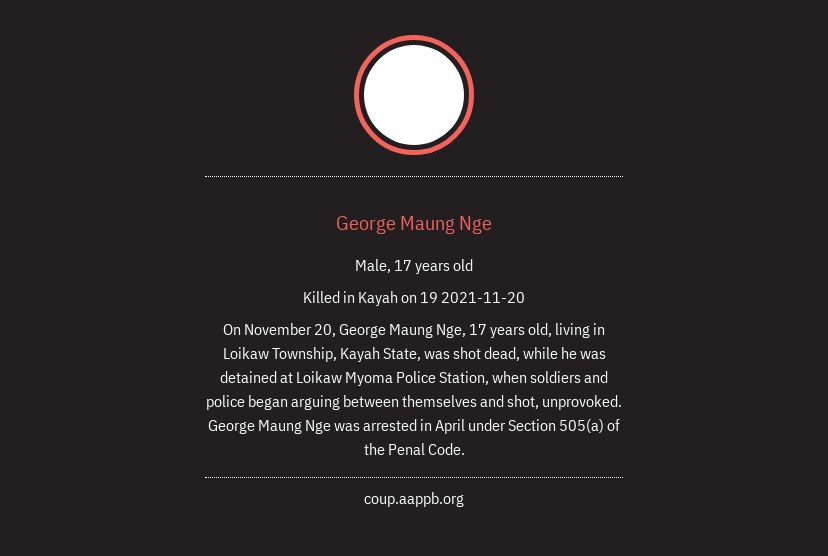 George Maung Nge
Male, 17 years old
Killed in Kayah on 19 2021-11-20
On November 20, George Maung Nge, 17 years old, living in
Loikaw Township, Kayah State, was shot dead, while he was
detained at Loikaw Myoma Police Station, when soldiers and
police began arguing between themselves and shot, unprovoked.
George Maung Nge was arrested in April under Section 505(a) of
the Penal Code.
coup.aappb.org